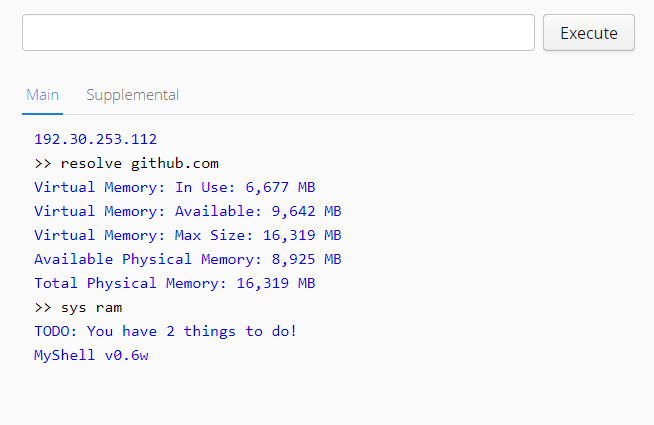 Execute
Main
Supplemental
192.30.253.112
>> resolve github.com
Virtual Memory: In Use: 6,677 MB
Virtual Memory: Available: 9,642 MB
Virtual Memory: Max Size: 16,319 MB
Available Physical Memory: 8,925 MB
Total Physical Memory: 16,319 MB
>> sys ram
TODO: You have 2 things to do!
MyShell v0.6w